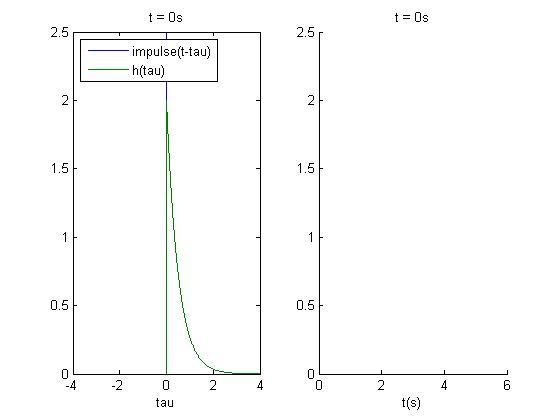 t = 0s
2.5
2
1.5
1
0.5
0
-4 -2 0 2 4
tau
impulse(t-tau)
h(tau)
t = 0s
2.5
2
1.5
1
0.5
0
0 2 4 6
t(s)